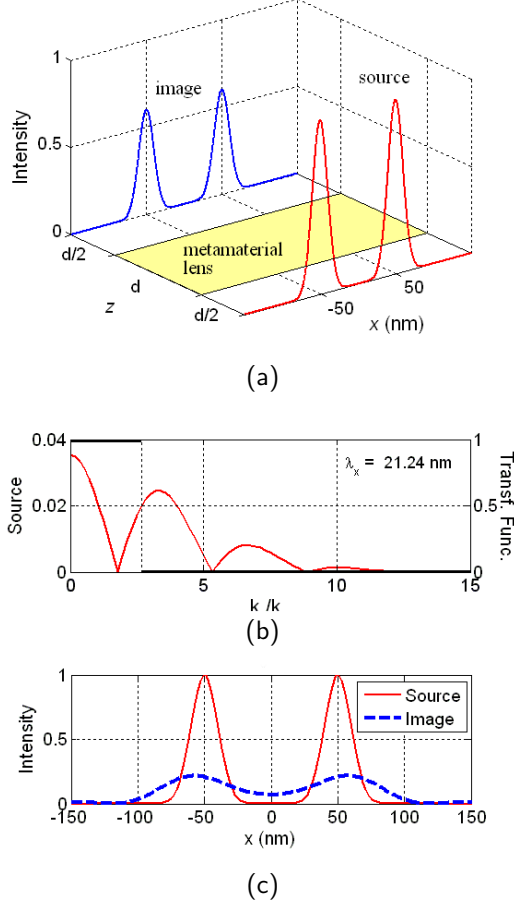 1
image
source
Intensity
0.5
0
d/2
metamaterial
lens
d
z
d/2
50
-50
x (nm)
(a)
0.04
1
λx = 21.24 nm
Source
0.02
0.5
Transf. Func.
0
0
0
5
10
15
k /k
(b)
1
Source
Image
Intensity
0.5
0
-150
-100
-50
0
50
100
150
x (nm)
(c)